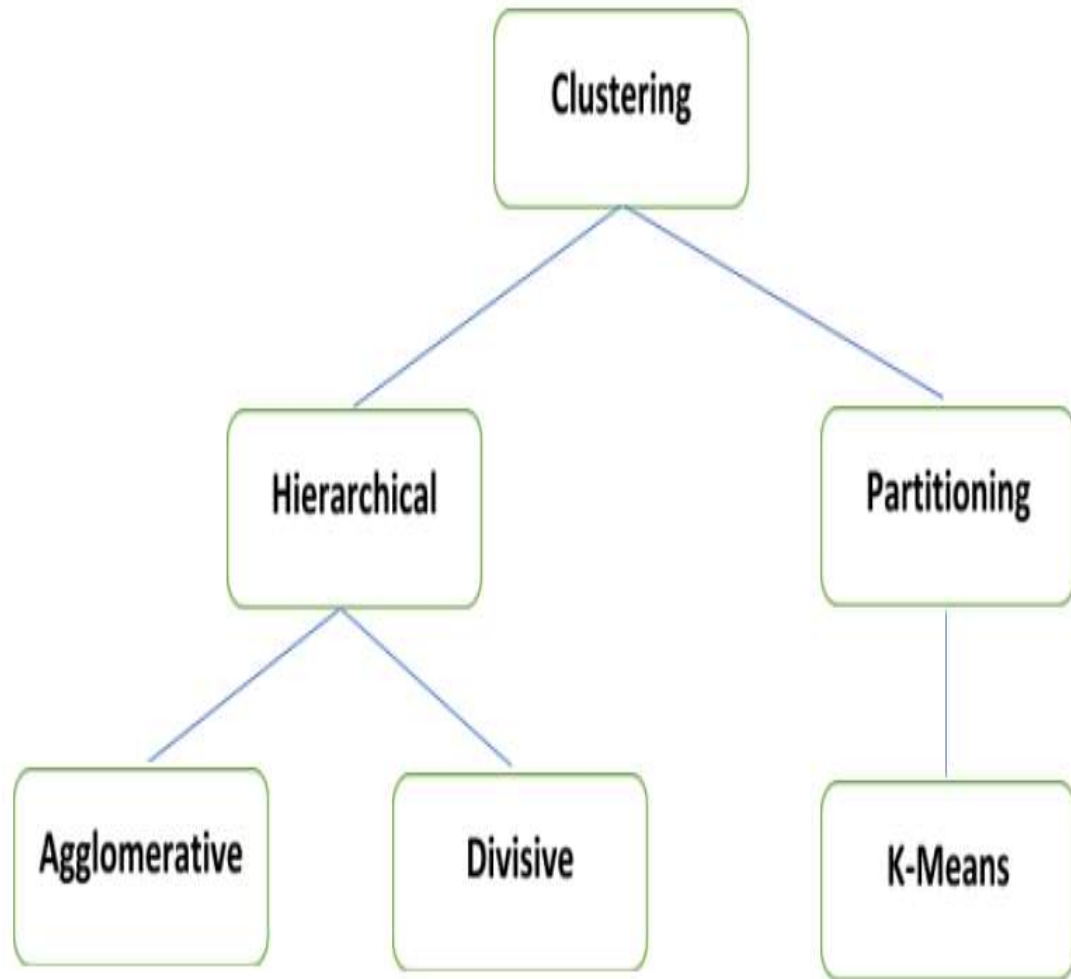 Clustering
Hierarchical
Partitioning
Agglomerative
Divisive
K-Means